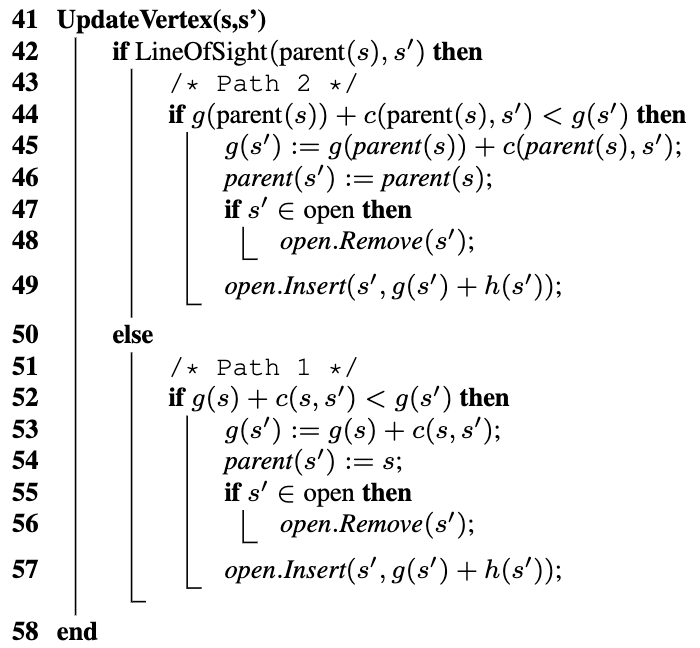 41 UpdateVertex(s,s’)
42 if LineOfSight(parent(s), s′) then
43 /* Path 2 */
44 if g(parent(s)) + c(parent(s), s′) < g(s′) then
45 g(s′) := g(parent(s)) + c(parent(s), s′);
46 parent(s′) := parent(s);
47 if s′ ∈ open then
48 open.Remove(s′);
49 open.Insert(s′, g(s′) + h(s′));
50 else
51 /* Path 1 */
52 if g(s) + c(s, s′) < g(s′) then
53 g(s′) := g(s) + c(s, s′);
54 parent(s′) := s;
55 if s′ ∈ open then
56 open.Remove(s′);
57 open.Insert(s′, g(s′) + h(s′));
58 end